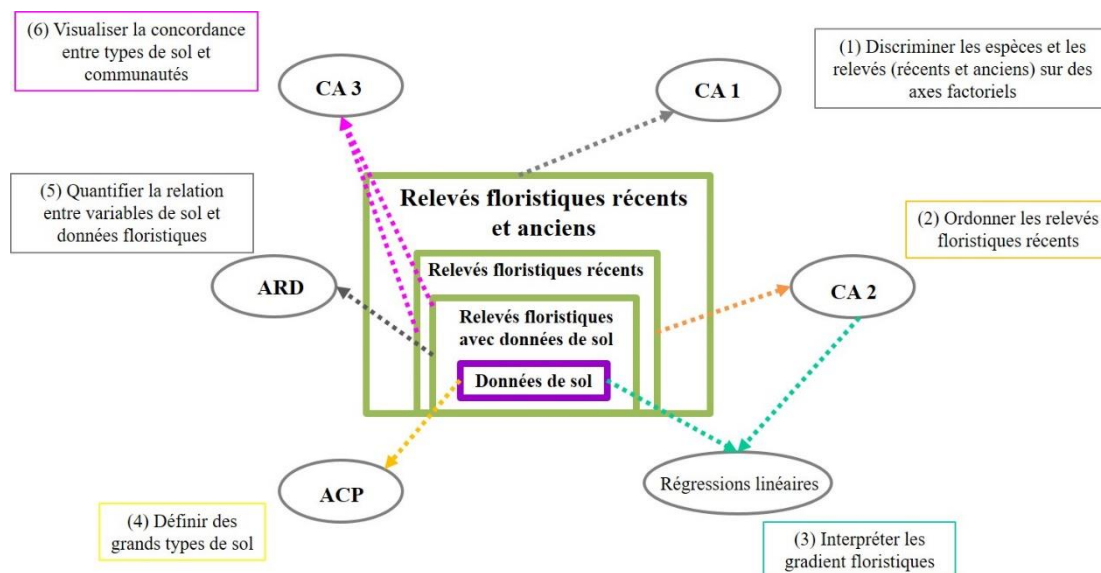 (6) Visualiser la concordance
entre types de sol et
communautés
CA 3
CA 1
(1) Discriminer les espèces et les
relevés (récents et anciens) sur des
axes factoriels
(5) Quantifier la relation
entre variables de sol et
données floristiques
Relevés floristiques récents
et anciens
(2) Ordonner les relevés
floristiques récents
Relevés floristiques récents
ARD
CA 2
Relevés floristiques
avec données de sol
Données de sol
ACP
Régressions linéaires
(4) Définir des
grands types de sol
(3) Interpréter les
gradient floristiques